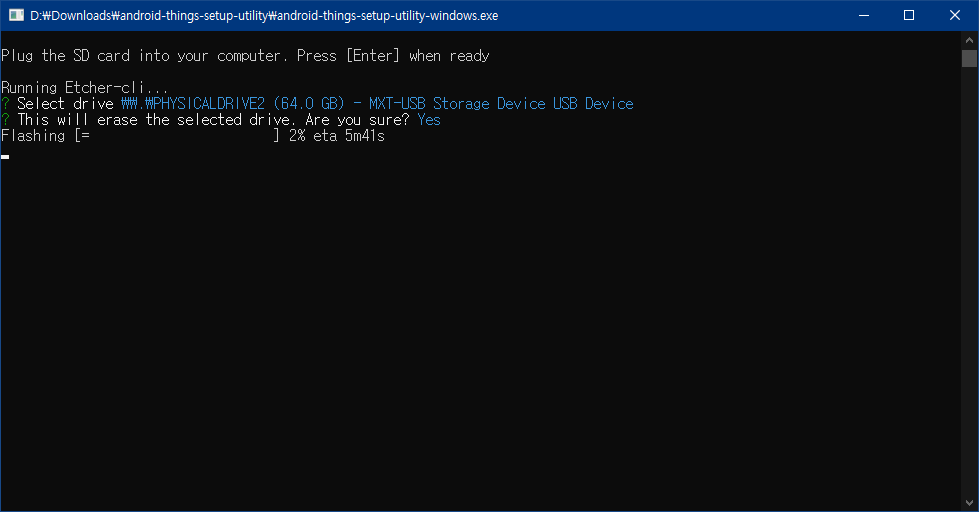 D:₩Downloads₩android-things-setup-utility₩android-things-setup-utility-windows.exe
Plug the SD card into your computer. Press [Enter] when ready
Running Etcher-cli...
? Select drive ₩₩.₩PHYSICALDRIVE2 (64.0 GB) - MXT-USB Storage Device USB Device
? This will erase the selected drive. Are you sure? Yes
Flashing [=                       ] 2% eta 5m41s